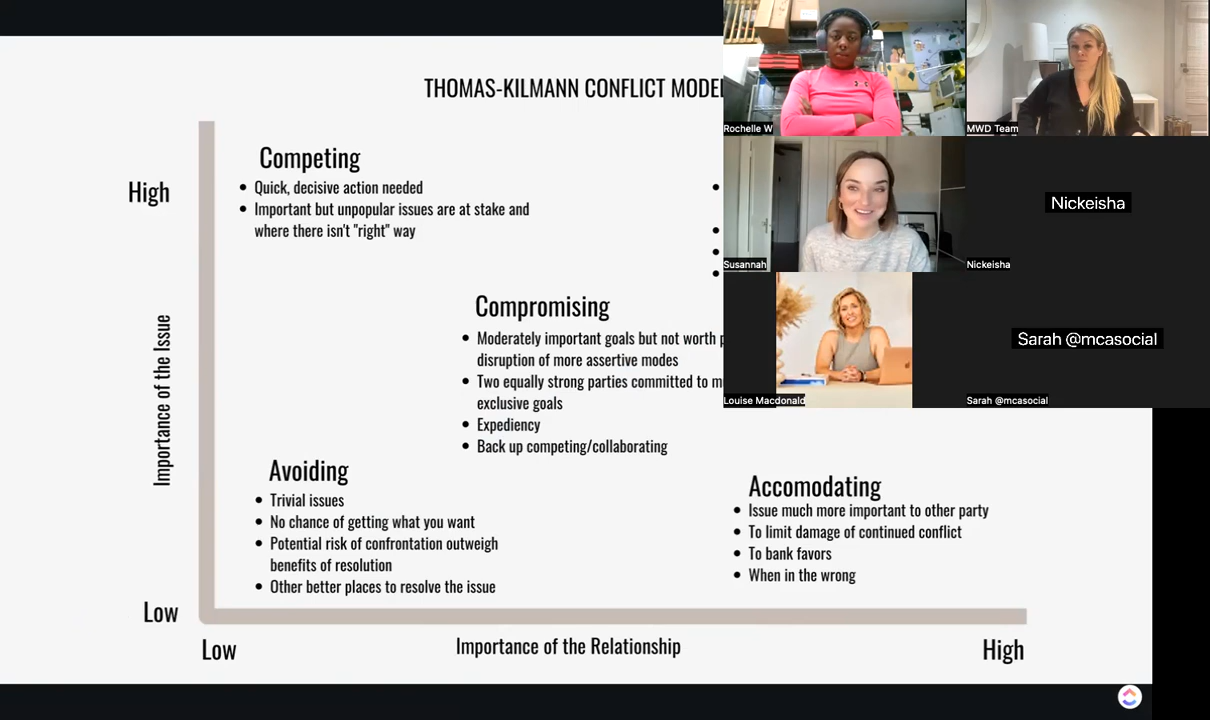 THOMAS-KILMANN CONFLICT MODE
Competing
• Quick, decisive action needed
• Important but unpopular issues are at stake and
where there isn't "right" way
High
Compromising
• Moderately important goals but not worth
disruption of more assertive modes
• Two equally strong parties committed to
exclusive goals
• Expediency
• Back up competing/collaborating
Importance of the Issue
Avoiding
• Trivial issues
• No chance of getting what you want
• Potential risk of confrontation outweigh
benefits of resolution
• Other better places to resolve the issue
Accomodating
• Issue much more important to other party
• To limit damage of continued conflict
• To bank favors
• When in the wrong
Low
Low
Importance of the Relationship
High
Rochelle W
MWD Team
Susannah
Nickeisha
Nickeisha
Louise Macdonald
Sarah @mcasocial
Sarah @mcasocial